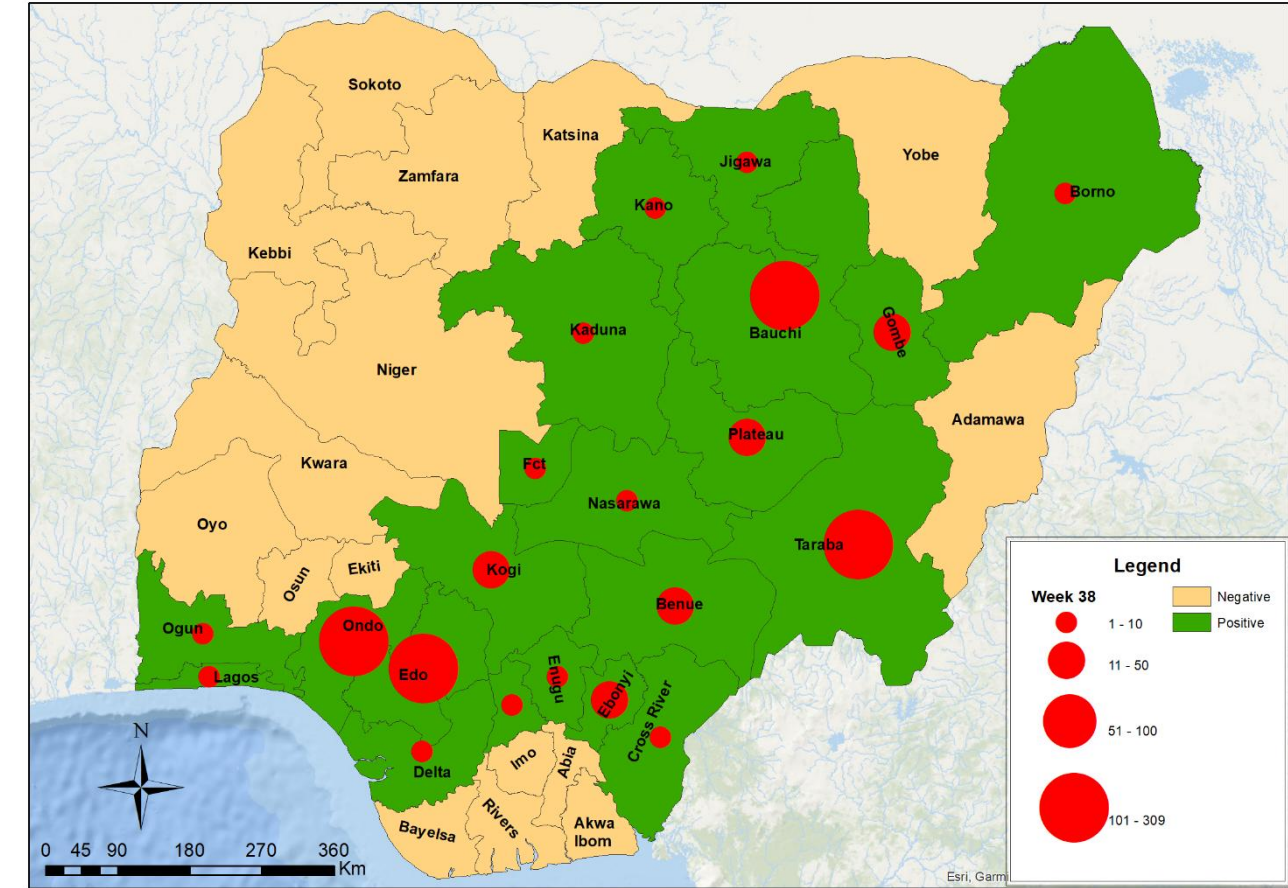 Sokoto
Katsina
Jigawa
Yobe
Zamfara
Borno
Kano
Kebbi
Kaduna
Bauchi
Gombe
Niger
Adamawa
Plateau
Kwara
Fct
Nasarawa
Oyo
Taraba
Osun
Ekiti
Kogi
Benue
Ogun
Ondo
Edo
Lagos
Enugu
Ebonyi
Cross River
Delta
Imo
Abia
Bayelsa
Rivers
Akwa
Ibom
N
0 45 90 180 270 360
Km
Legend
Week 38
1 - 10
11 - 50
51 - 100
101 - 309
Negative
Positive
Esri, Garmi